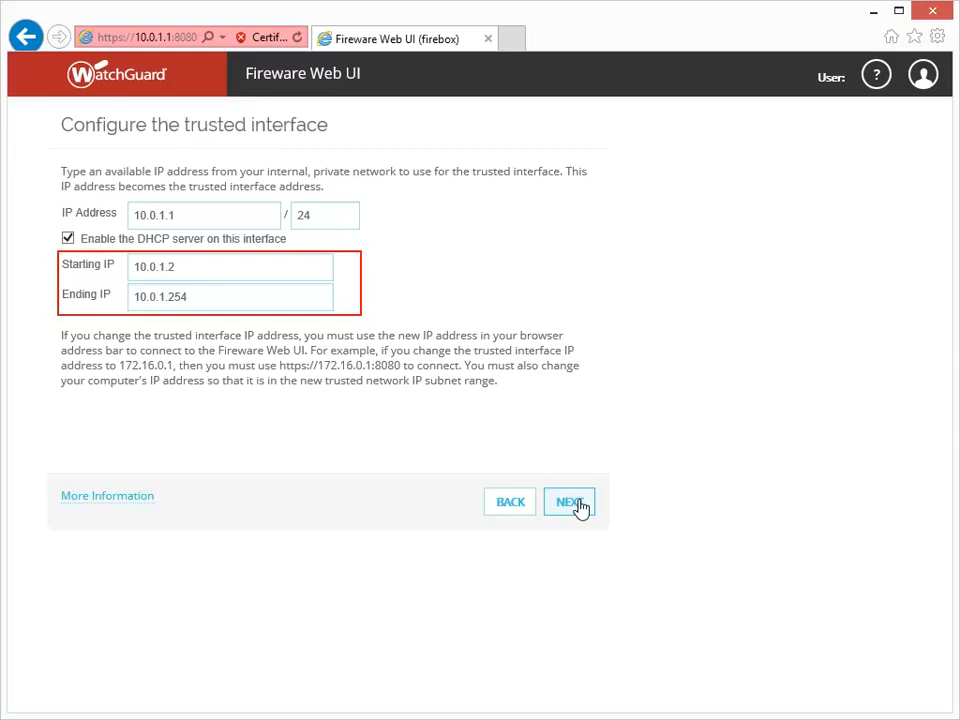 https://10.0.1.1:8080
Certif...
Fireware Web UI (firebox)
WatchGuard
Fireware Web UI
User:
?
Configure the trusted interface
Type an available IP address from your internal, private network to use for the trusted interface. This
IP address becomes the trusted interface address.
IP Address
10.0.1.1
/
24
Enable the DHCP server on this interface
Starting IP
10.0.1.2
Ending IP
10.0.1.254
If you change the trusted interface IP address, you must use the new IP address in your browser
address bar to connect to the Fireware Web UI. For example, if you change the trusted interface IP
address to 172.16.0.1, then you must use https://172.16.0.1:8080 to connect. You must also change
your computer's IP address so that it is in the new trusted network IP subnet range.
More Information
BACK
NEXT